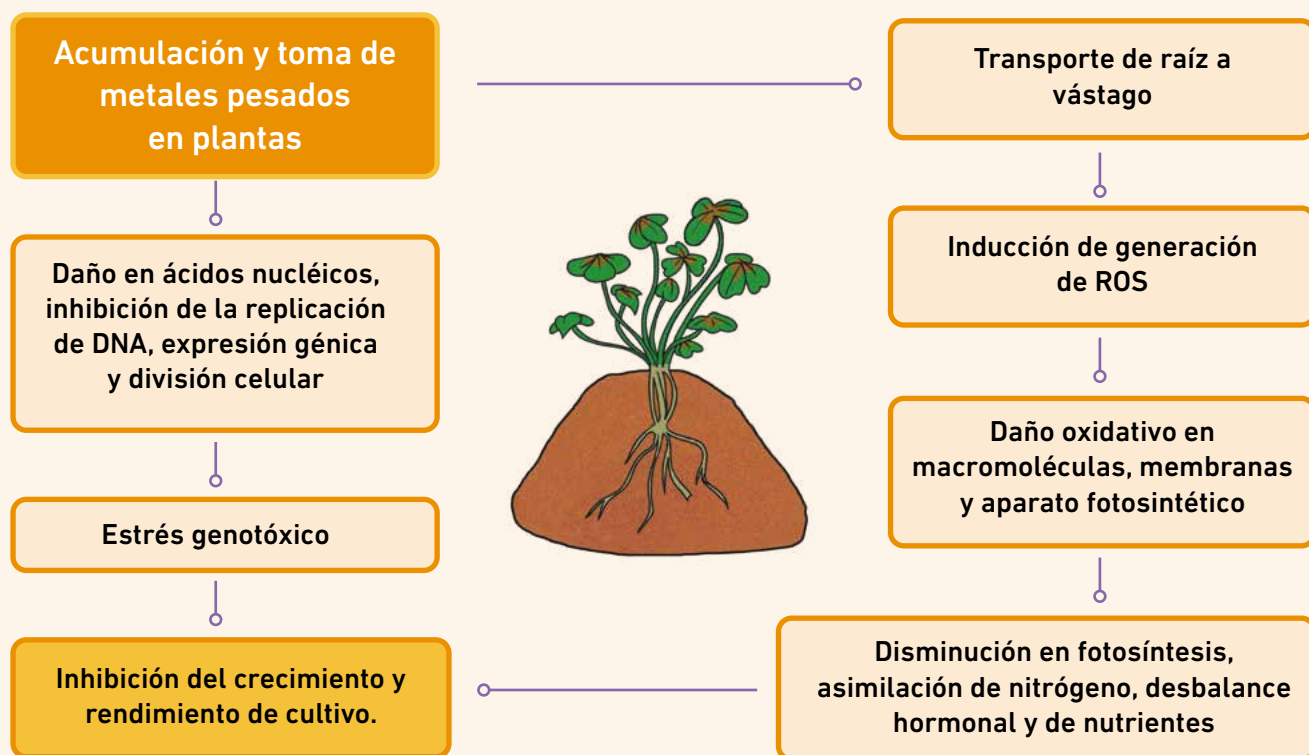 Acumulación y toma de
metales pesados
en plantas
Transporte de raíz a
vástago
Daño en ácidos nucléicos,
inhibición de la replicación
de DNA, expresión génica
y división celular
Inducción de generación
de ROS
Estrés genotóxico
Daño oxidativo en
macromoléculas, membranas
y aparato fotosintético
Inhibición del crecimiento y
rendimiento de cultivo.
Disminución en fotosíntesis,
asimilación de nitrógeno, desbalance
hormonal y de nutrientes